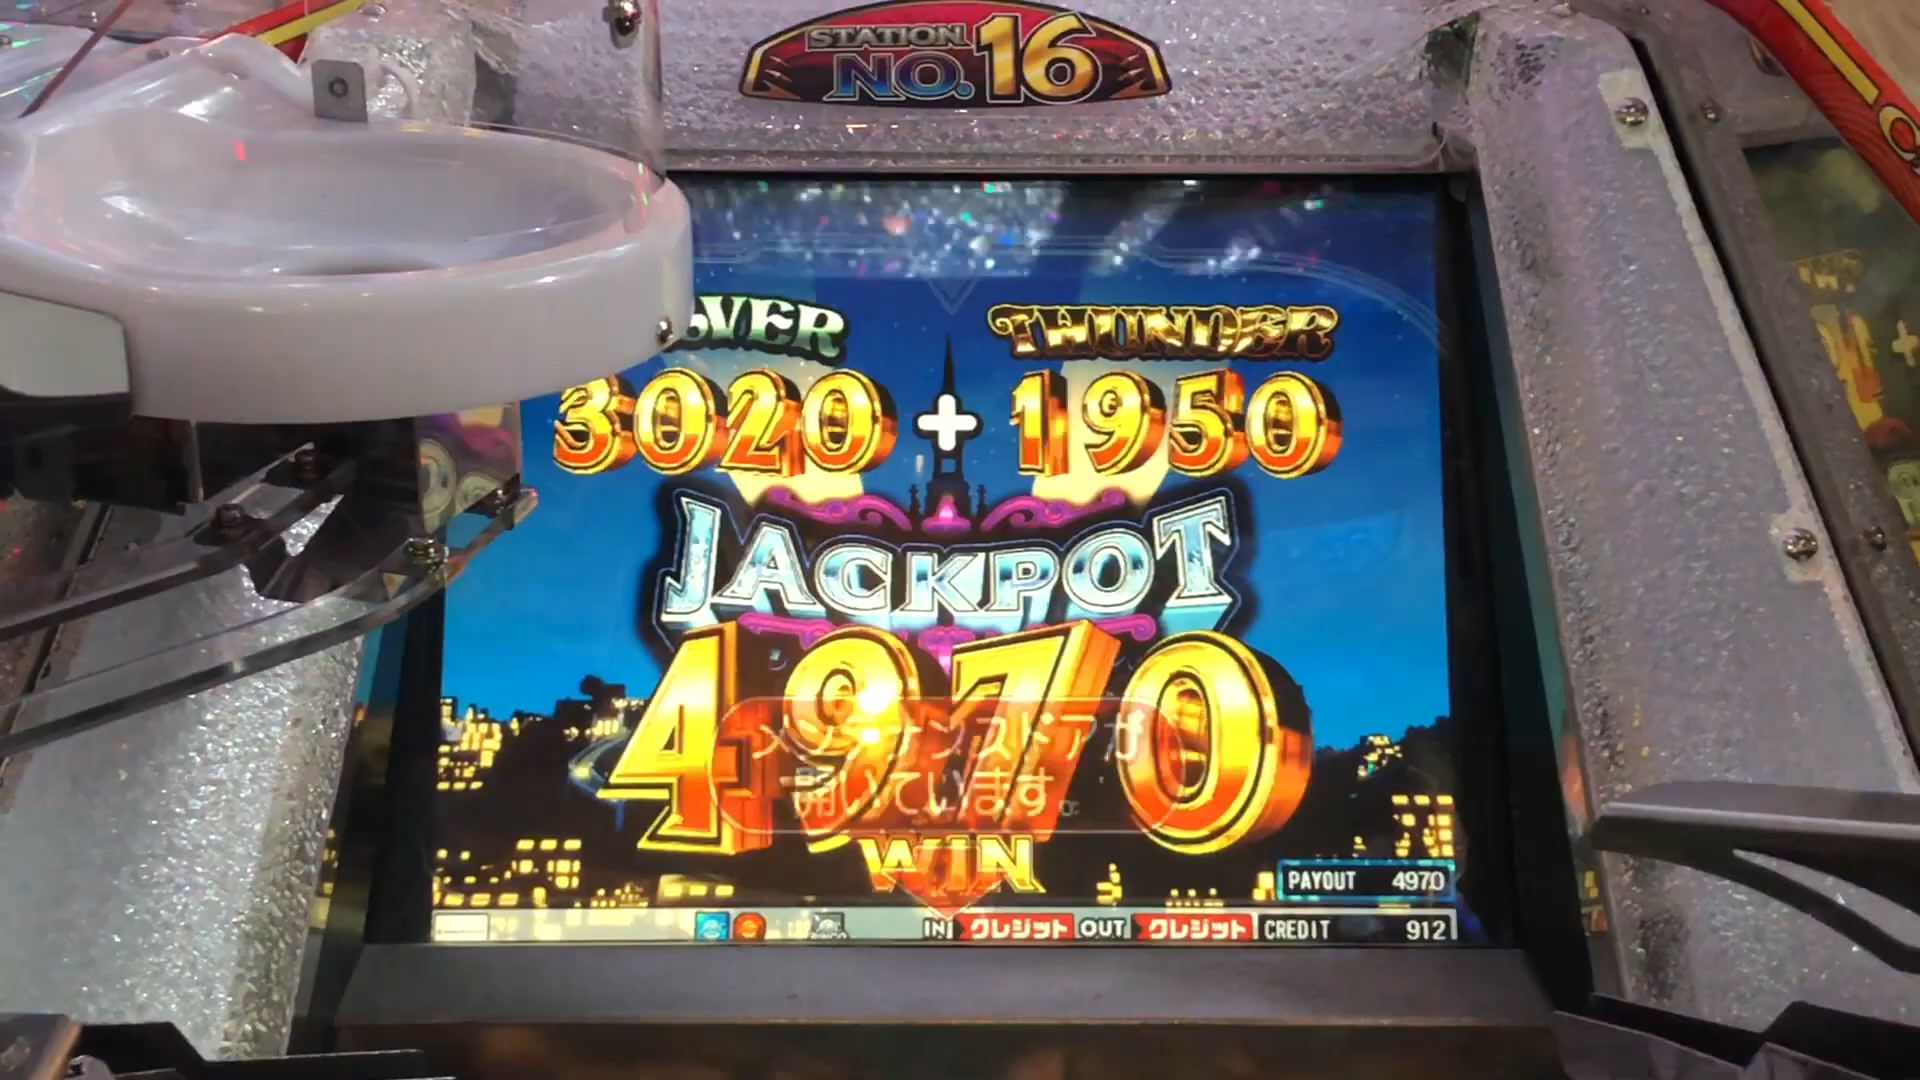 STATION
NO. 16
VER THUNDER
3020 + 1950
JACKPOT
4970
メンテナンスドアが
開いています。
WIN
PAYOUT 4970
IN クレジット OUT クレジット CREDIT 912